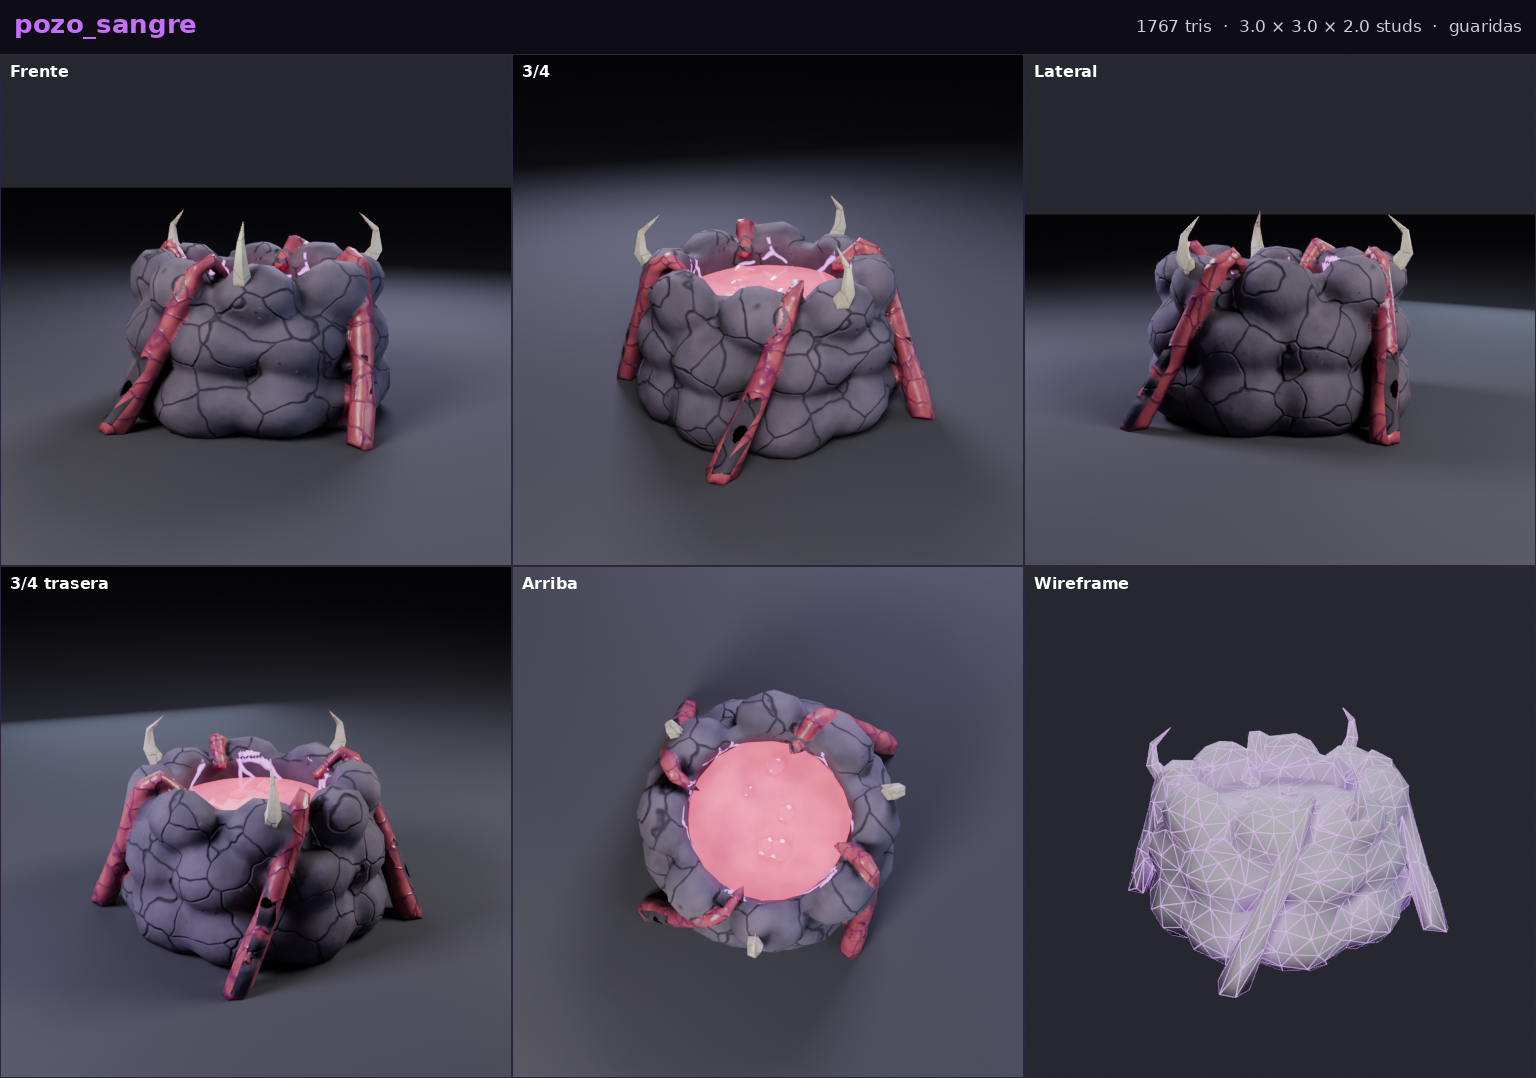 pozo_sangre
1767 tris · 3.0 × 3.0 × 2.0 studs · guaridas
Frente
3/4
Lateral
3/4 trasera
Arriba
Wireframe